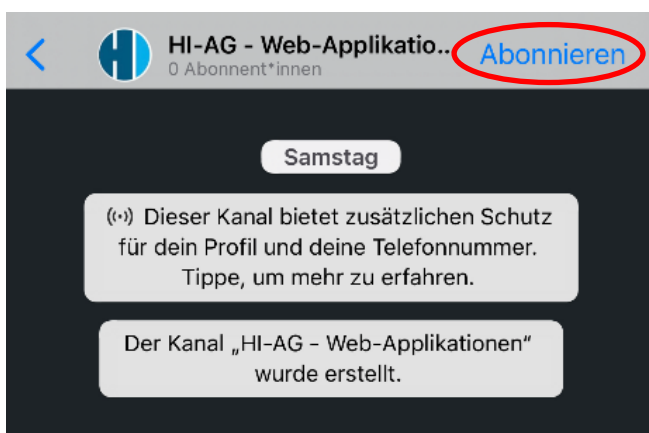 HI-AG - Web-Applikatio..
0 Abonnent*innen
Abonnieren
Samstag
Dieser Kanal bietet zusätzlichen Schutz
für dein Profil und deine Telefonnummer.
Tippe, um mehr zu erfahren.
Der Kanal „HI-AG - Web-Applikationen“
wurde erstellt.